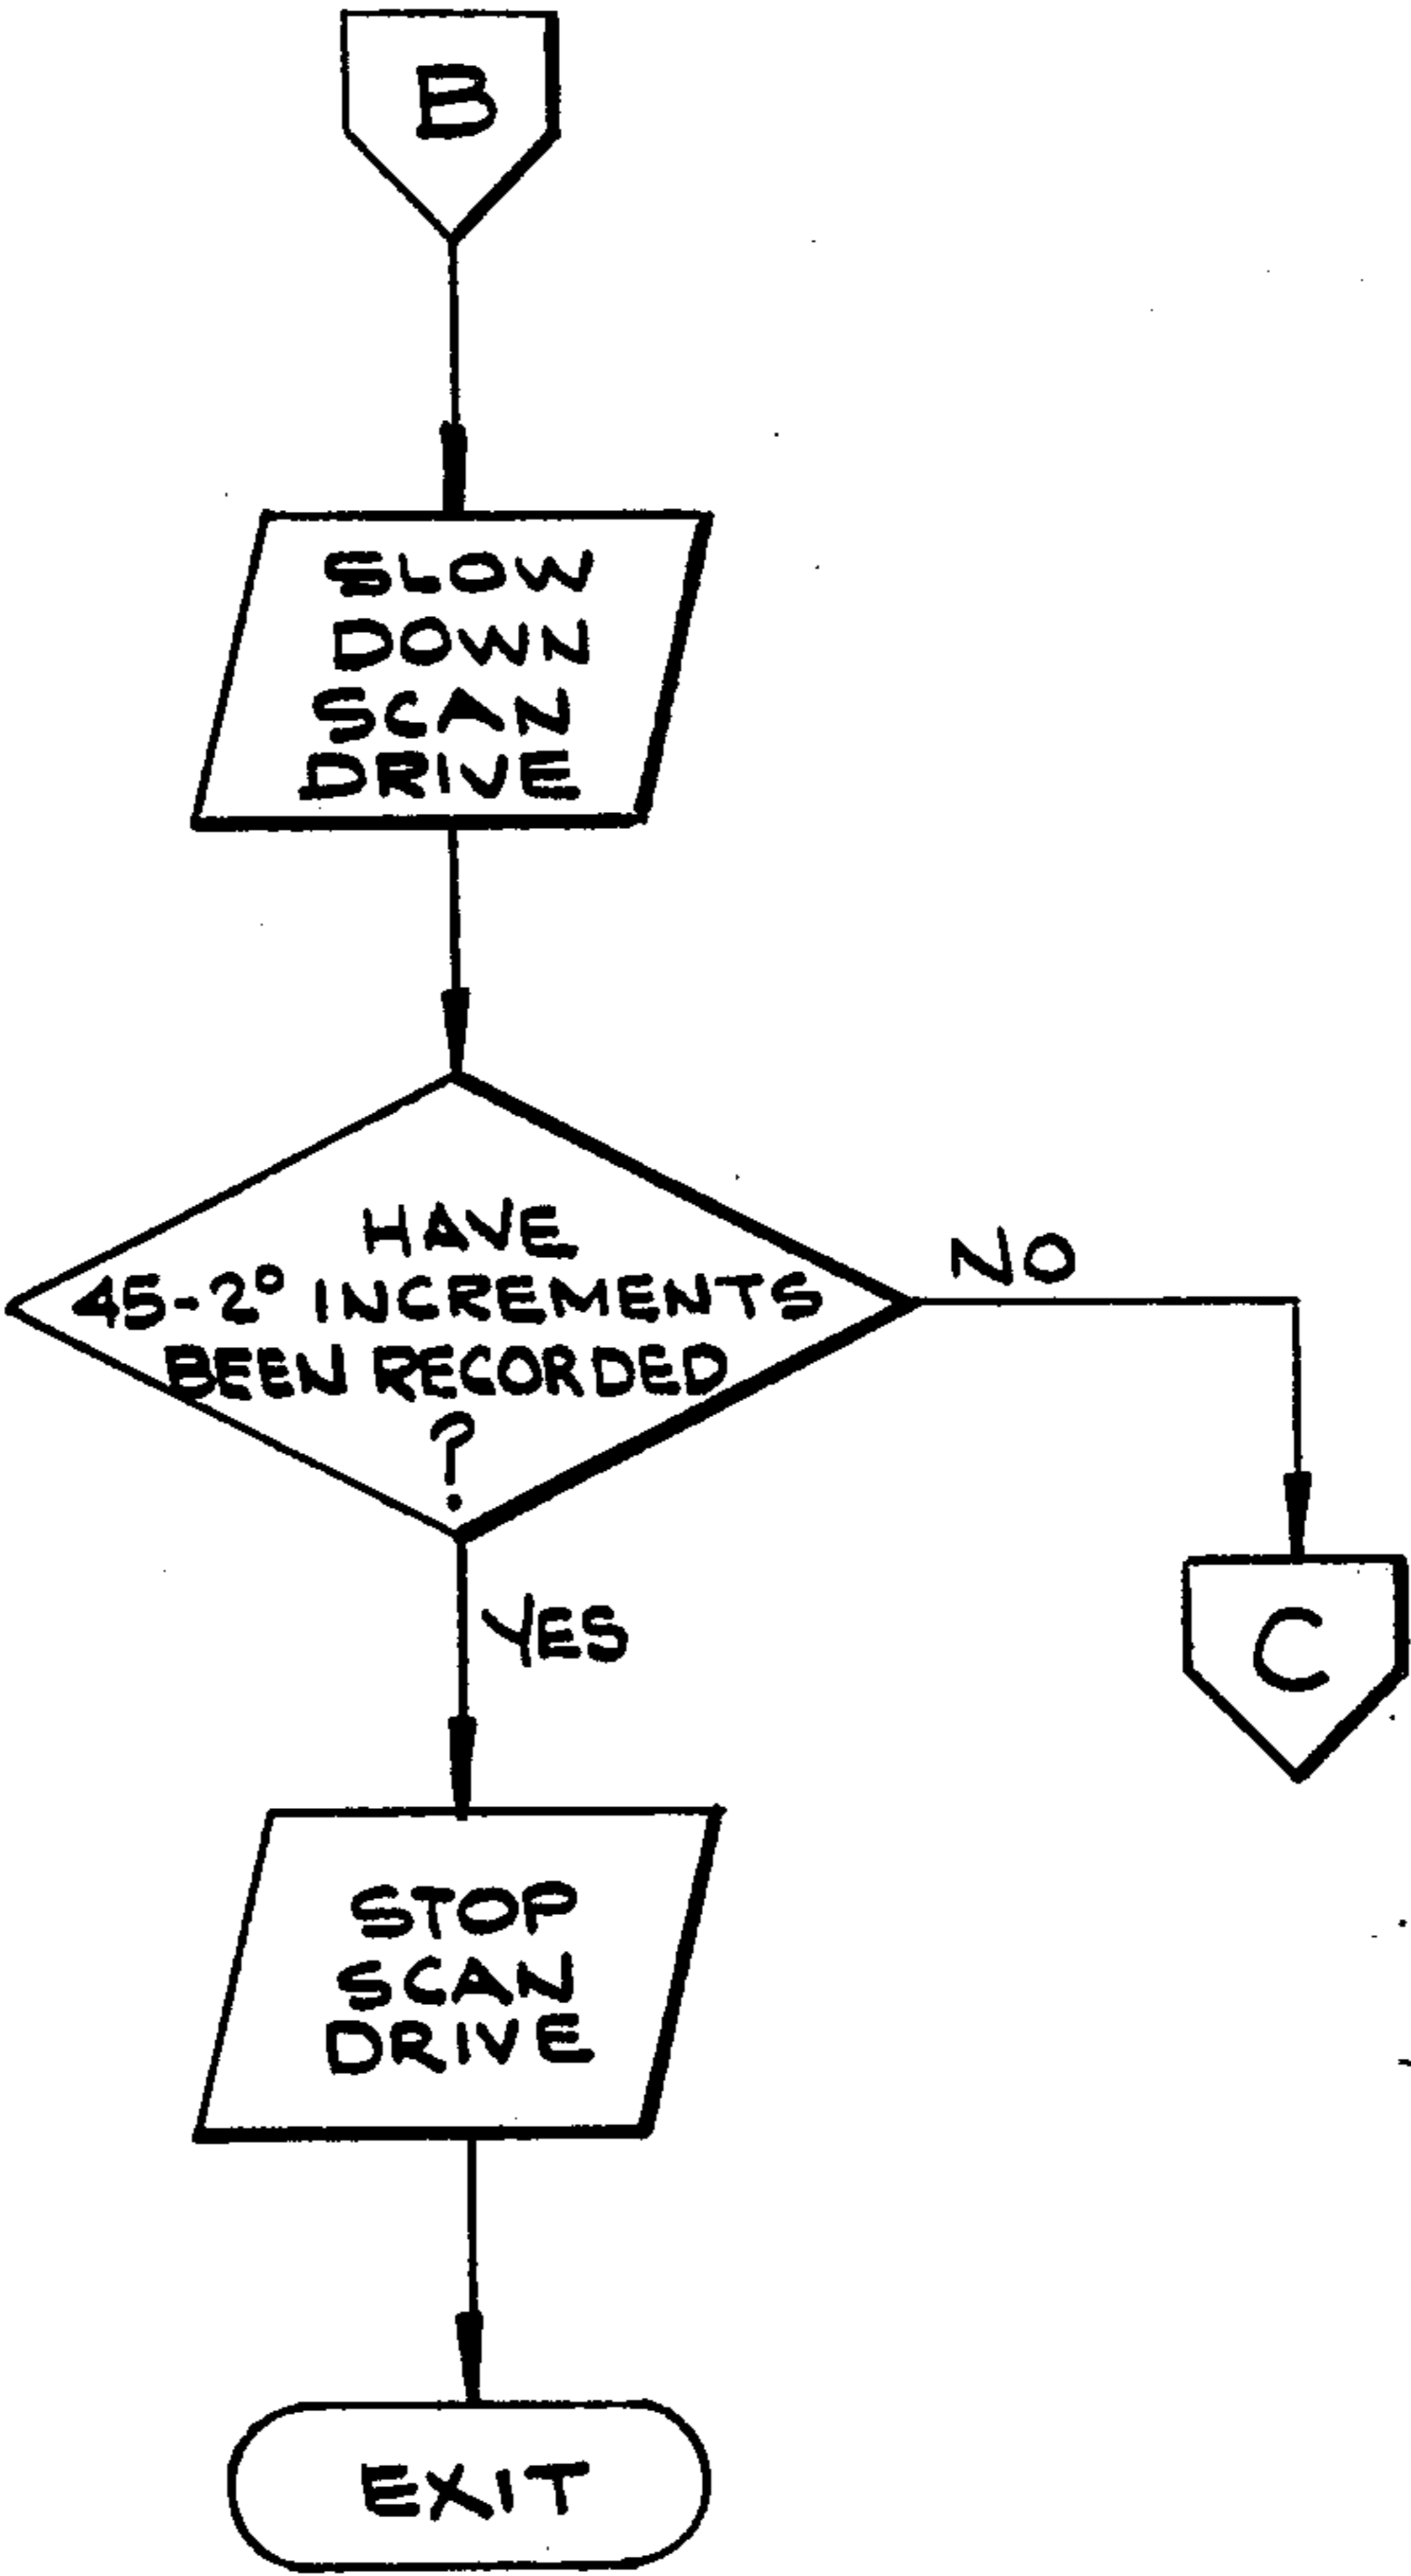 B
SLOW
DOWN
SCAN
DRIVE
HAVE
45-2° INCREMENTS
BEEN RECORDED
?
NO
C
YES
STOP
SCAN
DRIVE
EXIT